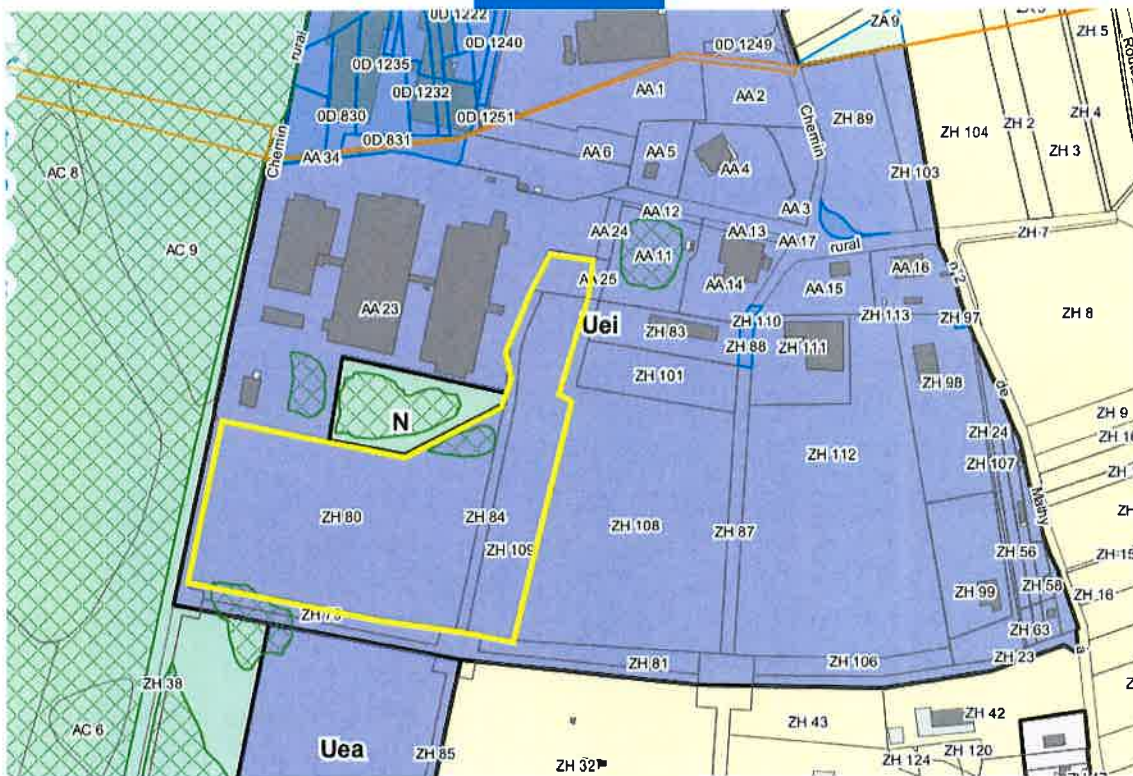 0D 1222
ZA 9
ZH 5
rural
0D 1240
0D 1249
0D 1235
0D 1232
AA 1
AA 2
ZH 4
0D 830
0D 1251
Chemin
ZH 89
ZH 104
ZH 2
0D 831
ZH 3
Chemin
AA 34
AA 6
AA 5
AA 4
AC 8
ZH 103
AA 12
AA 3
AC 9
AA 24
AA 13
AA 17
rural
ZH 7
AA 11
AA 25
AA 14
AA 15
AA 16
n°2
AA 23
Uei
ZH 83
ZH 110
ZH 113
ZH 97
ZH 8
ZH 88
ZH 111
ZH 101
ZH 98
de
N
ZH 9
ZH 24
ZH 112
ZH 107
Mathy
ZH 80
ZH 84
ZH 108
ZH 87
ZH 109
ZH 56
ZH 15
ZH 99
ZH 58
ZH 16
ZH 63
à
ZH 81
ZH 106
ZH 23
ZH 38
AC 6
ZH 43
ZH 42
Uea
ZH 85
ZH 32
ZH 124
ZH 120